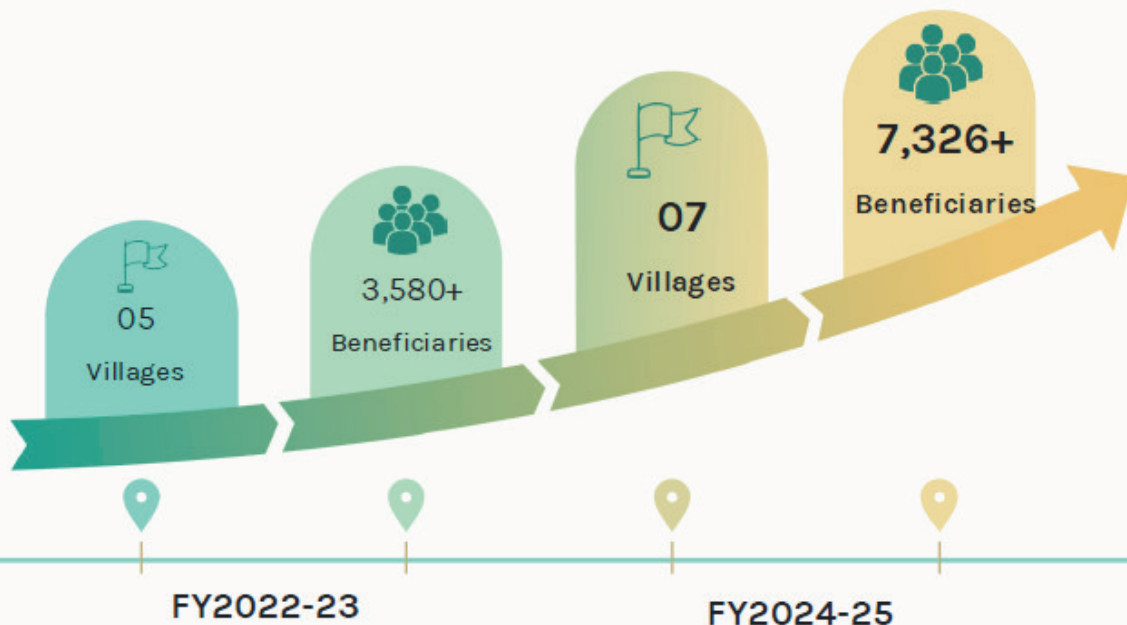 05
Villages
3,580+
Beneficiaries
07
Villages
7,326+
Beneficiaries
FY2022-23
FY2024-25